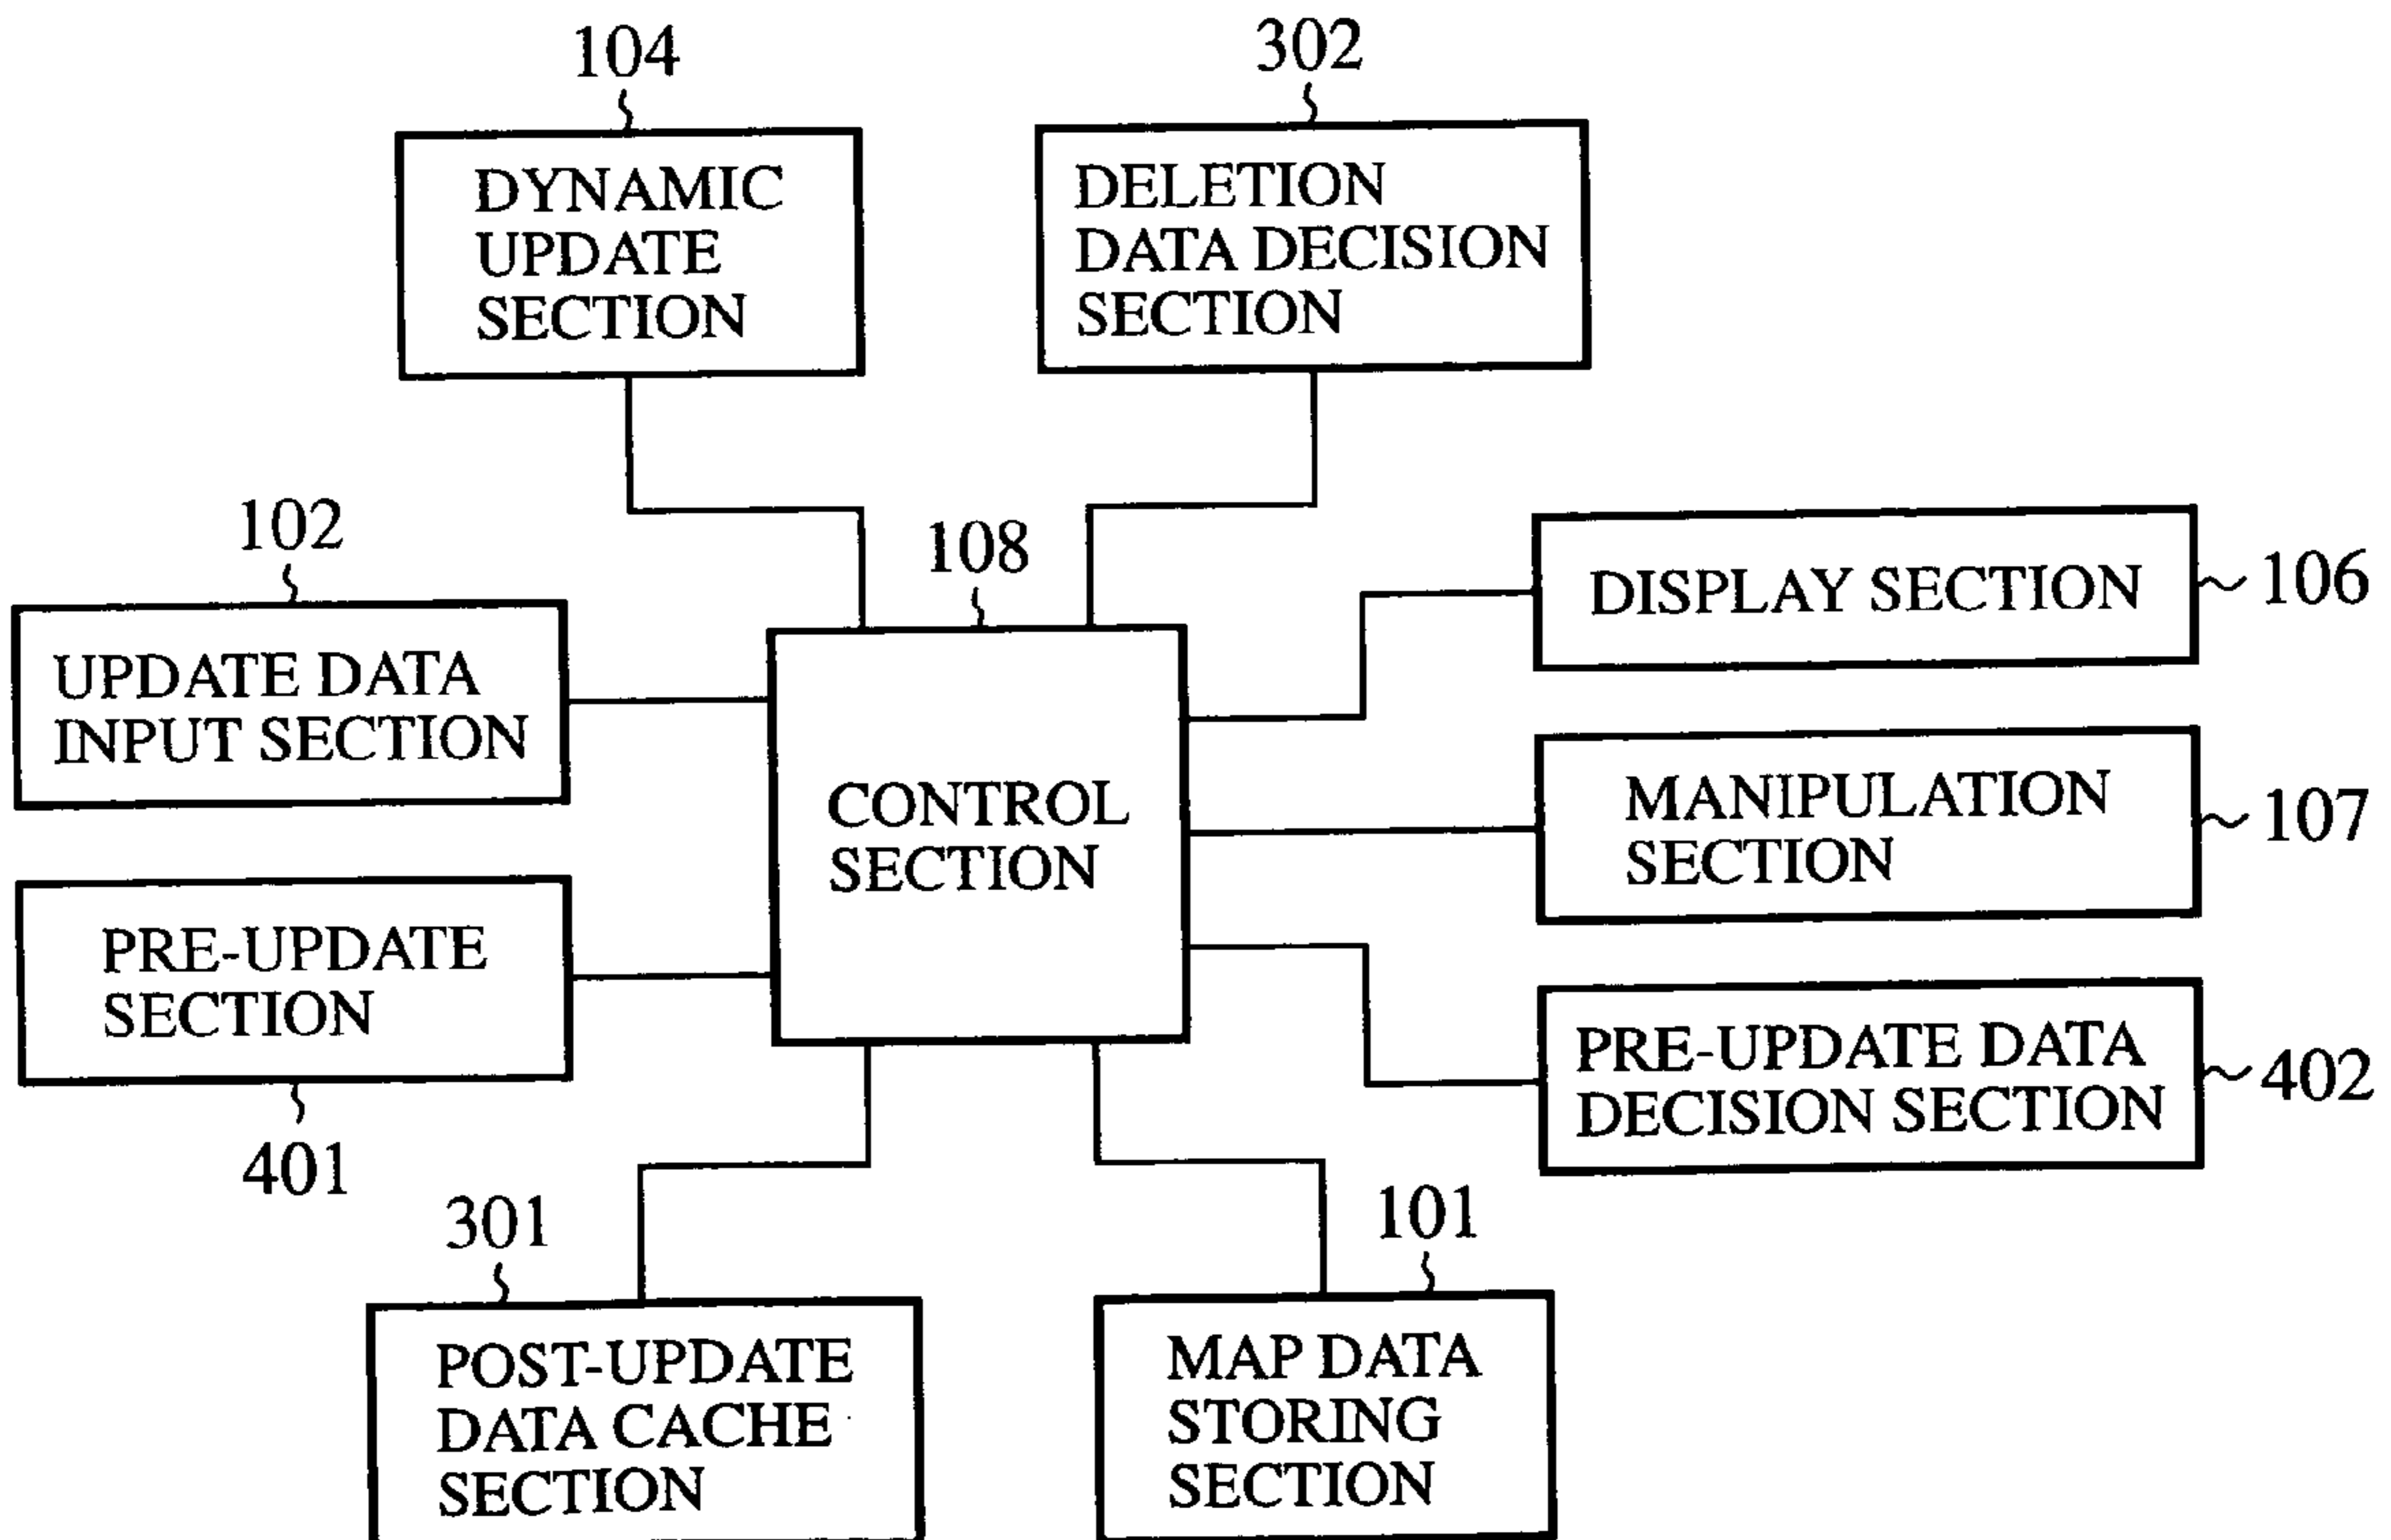 104
302
DYNAMIC
UPDATE
SECTION
DELETION
DATA DECISION
SECTION
102
108
UPDATE DATA
INPUT SECTION
DISPLAY SECTION
106
CONTROL
SECTION
MANIPULATION
SECTION
107
PRE-UPDATE
SECTION
401
PRE-UPDATE DATA
DECISION SECTION
402
301
101
POST-UPDATE
DATA CACHE
SECTION
MAP DATA
STORING
SECTION